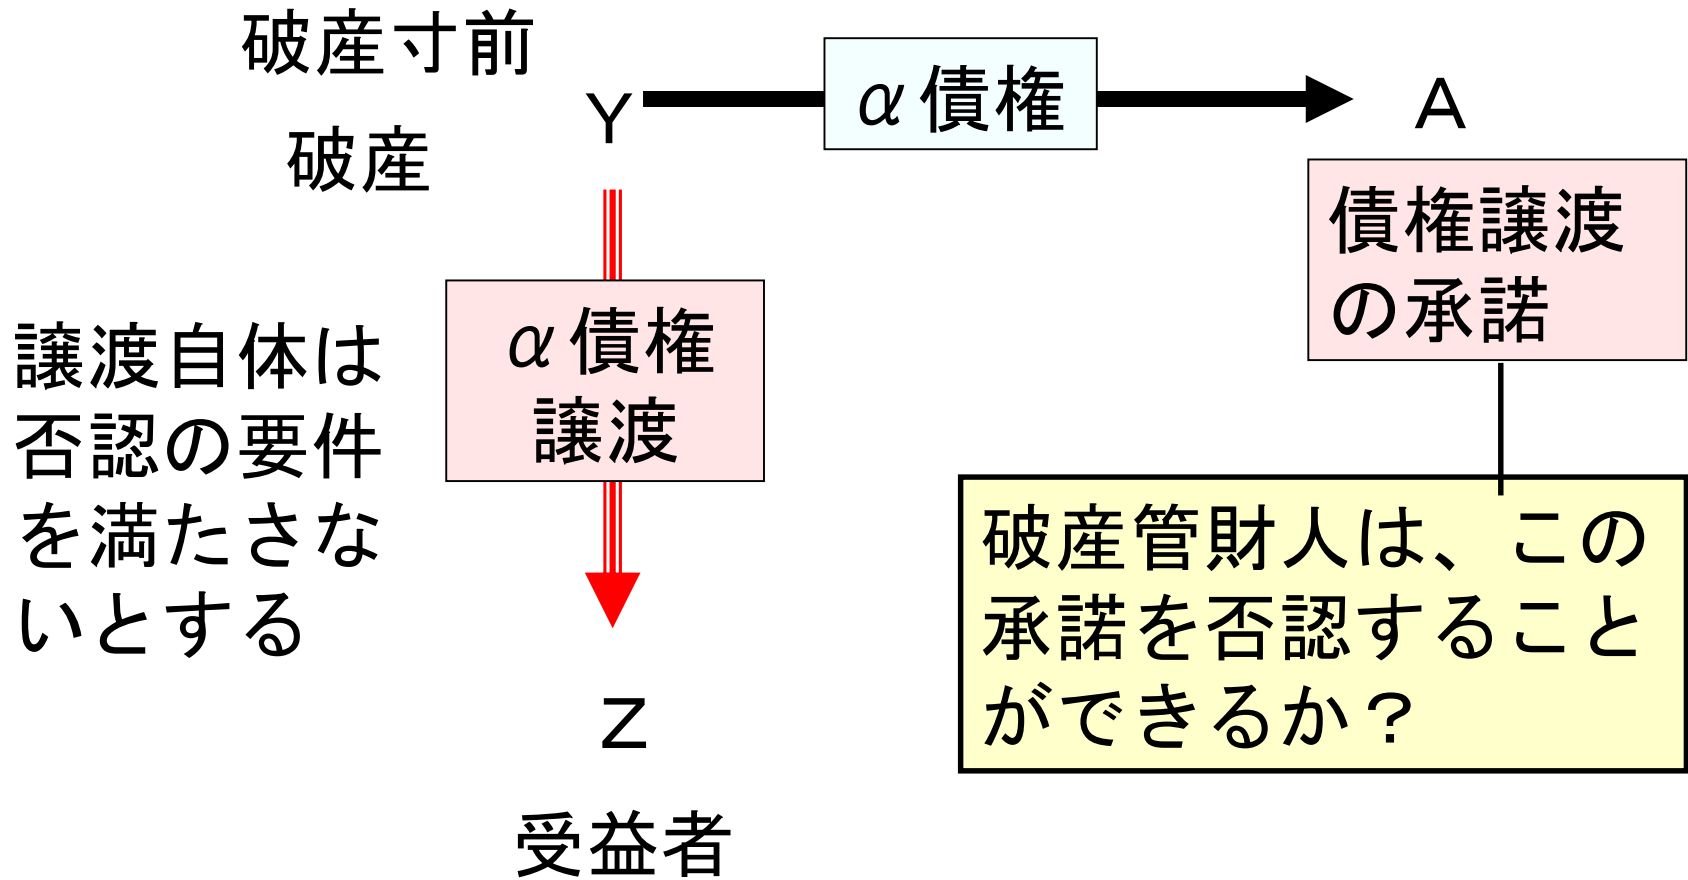 破産寸前
破産
Y
α債権
A
債権譲渡
の承諾
譲渡自体は
否認の要件
を満たさな
いとする
α債権
譲渡
破産管財人は、この
承諾を否認すること
ができるか？
Z
受益者